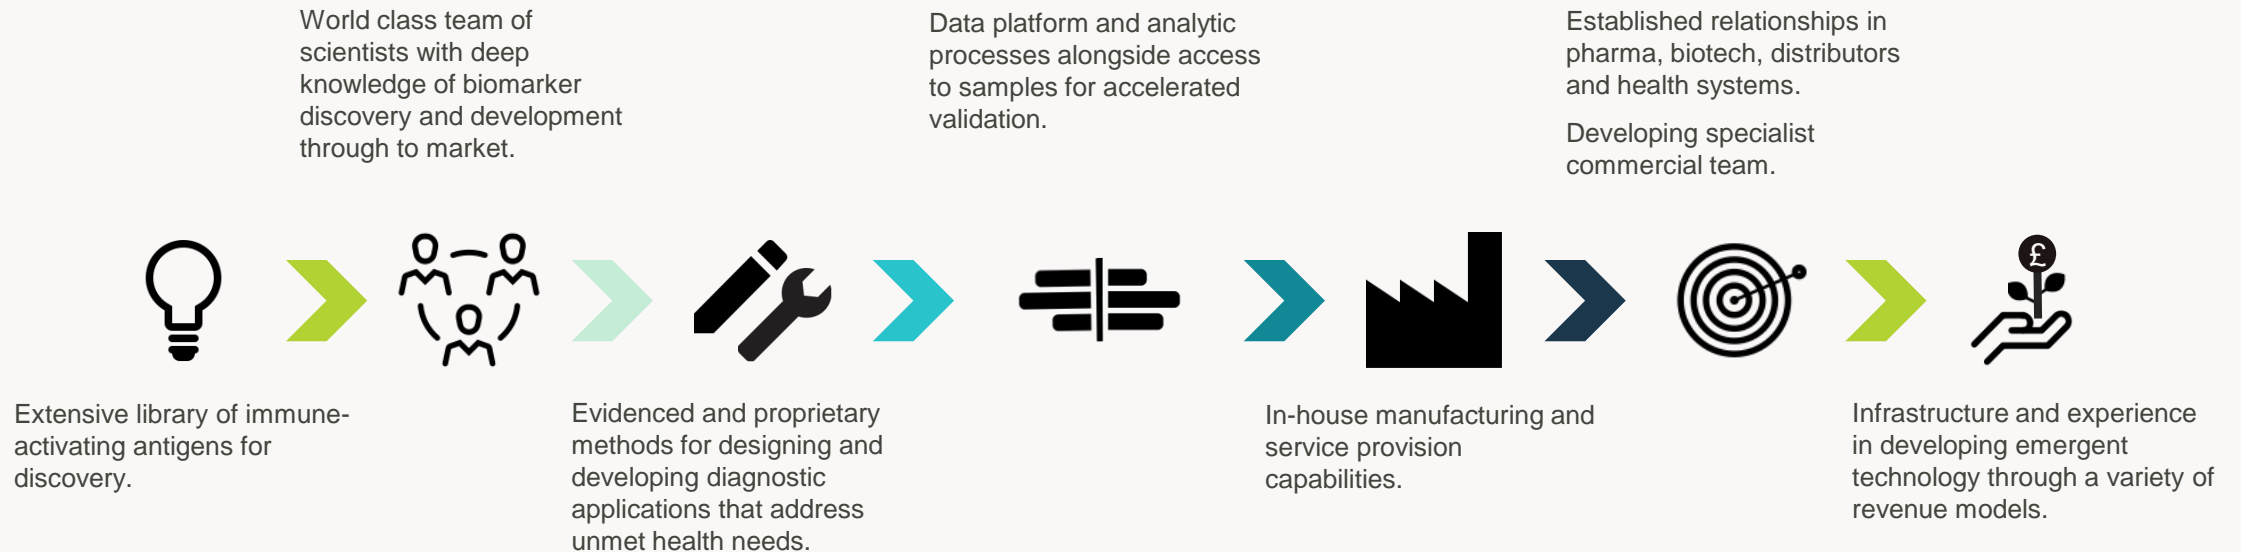 Extensive library of immune-
activating antigens for
discovery.
World class team of
scientists with deep
knowledge of biomarker
discovery and development
through to market.
Evidenced and proprietary
methods for designing and
developing diagnostic
applications that address
unmet health needs.
Data platform and analytic
processes alongside access
to samples for accelerated
validation.
In-house manufacturing and
service provision
capabilities.
Established relationships in
pharma, biotech, distributors
and health systems.
Developing specialist
commercial team.
£
Infrastructure and experience
in developing emergent
technology through a variety of
revenue models.